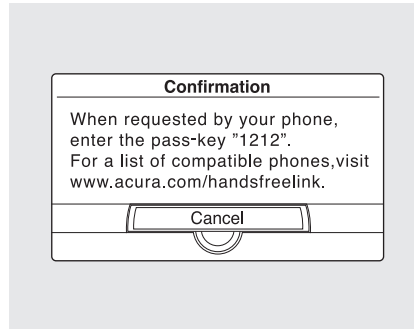 Confirmation
When requested by your phone,
enter the pass-key "1212".
For a list of compatible phones,visit
www.acura.com/handsfreelink.
Cancel